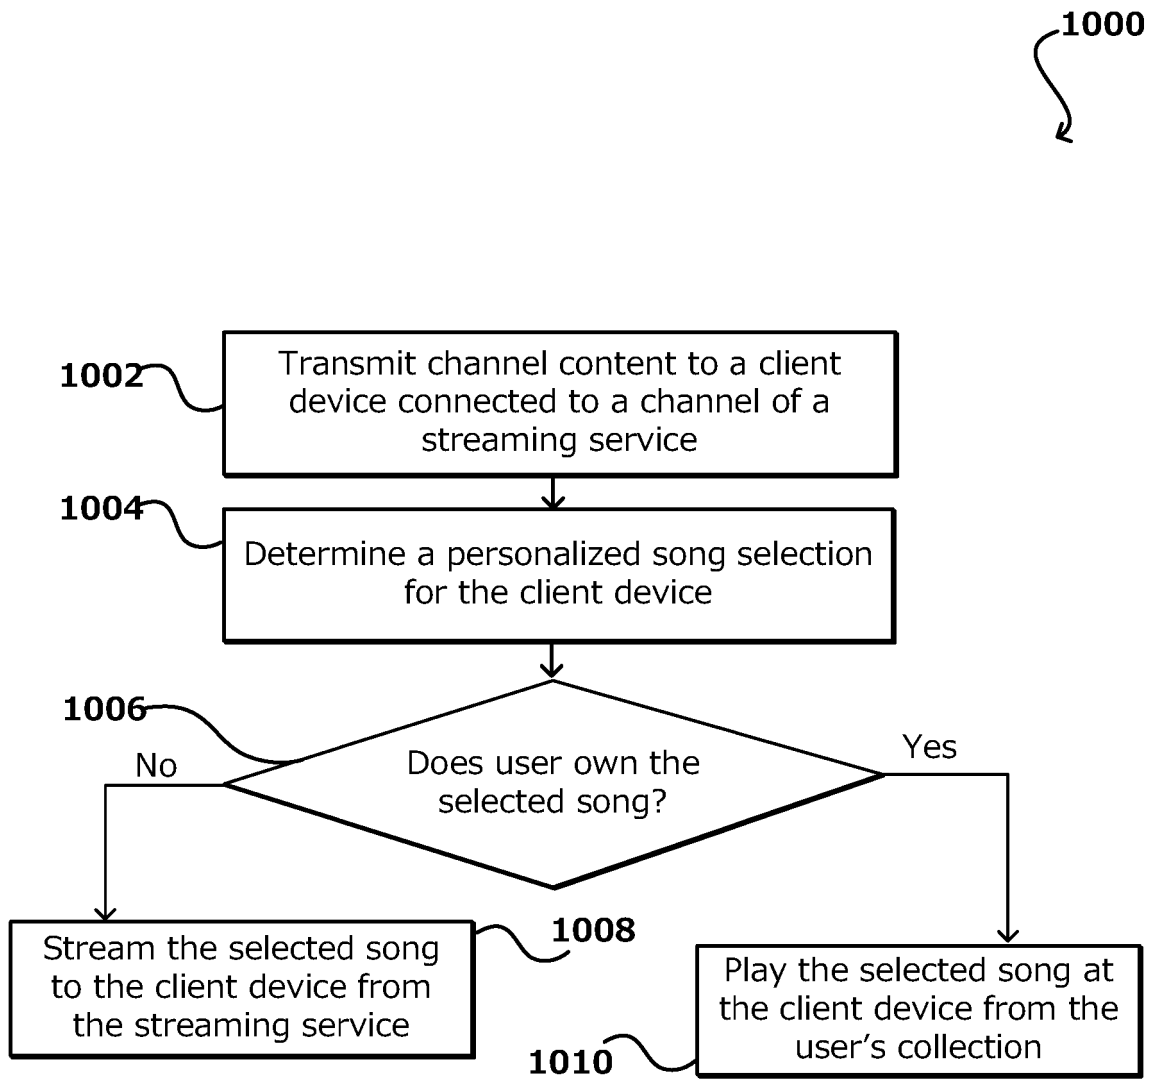 1000
1002
Transmit channel content to a client
device connected to a channel of a
streaming service
1004
Determine a personalized song selection
for the client device
1006
No
Does user own the
selected song?
Yes
Stream the selected song
to the client device from
the streaming service
1008
Play the selected song at
the client device from the
user's collection
1010